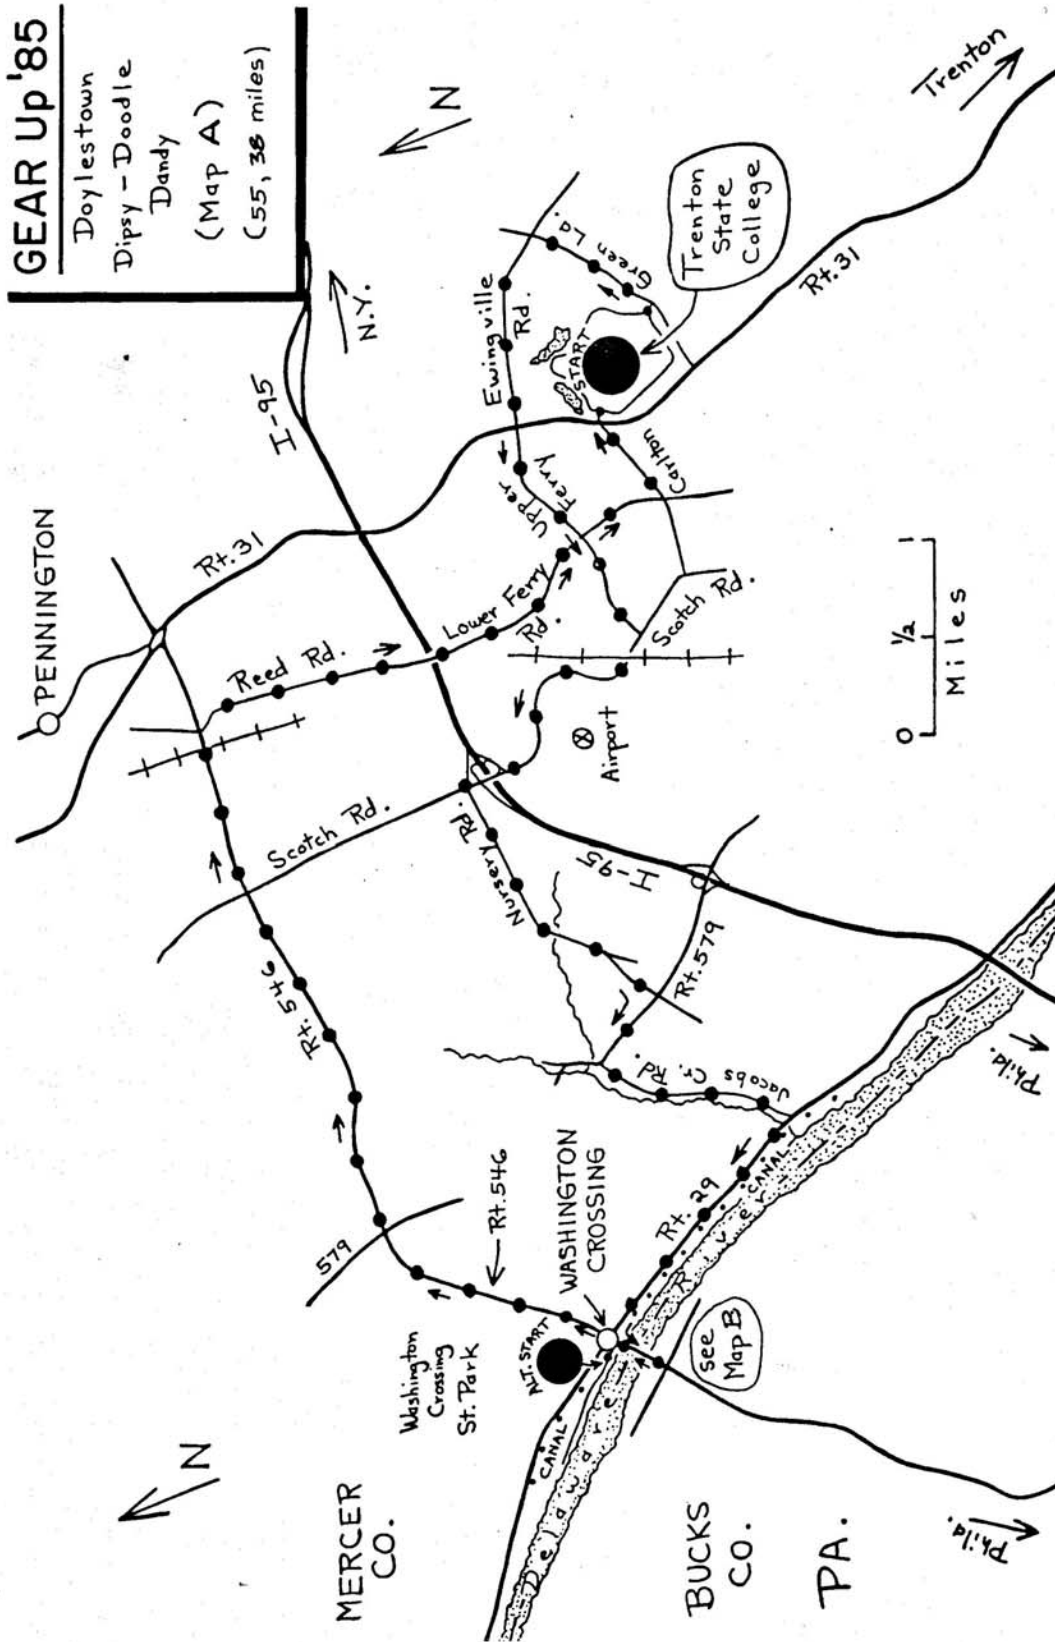 GEAR Up '85
Doylestown
Dipsy-Doodle
Dandy
(Map A)
(55, 38 miles)
N
N.Y.
I-95
Trenton
PENNINGTON
Rt. 31
Reed Rd.
Lower Ferry
Rd.
Ewingville
Rd.
Green La.
START
Trenton
State
College
Rt. 31
Upper
Ferry
Carlton
Scotch Rd.
Airport
0 1/2 1
Miles
Scotch Rd.
Nursery Rd.
I-95
Rt. 579
Rt. 546
Jacobs Cr. Rd.
Phila.
CANAL
Rt. 29
Delaware River
579
Rt. 546
WASHINGTON
CROSSING
ALT. START
Washington
Crossing
St. Park
CANAL
see
Map B
N
MERCER
CO.
BUCKS
CO.
PA.
Phila.